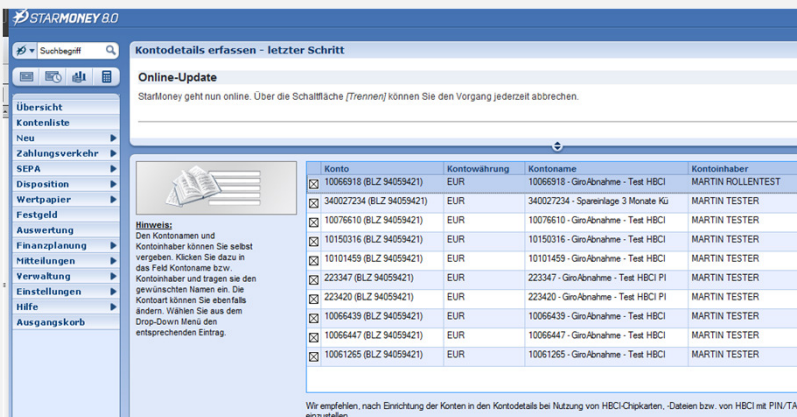 STARMONEY 8.0
Suchbegriff
Übersicht
Kontenliste
Neu
Zahlungsverkehr
SEPA
Disposition
Wertpapier
Festgeld
Auswertung
Finanzplanung
Mitteilungen
Verwaltung
Einstellungen
Hilfe
Ausgangskorb
Kontodetails erfassen - letzter Schritt
Online-Update
StarMoney geht nun online. Über die Schaltfläche [Trennen] können Sie den Vorgang jederzeit abbrechen.
Hinweis:
Den Kontonamen und
Kontoinhaber können Sie selbst
vergeben. Klicken Sie dazu in
das Feld Kontoname bzw.
Kontoinhaber und tragen sie den
gewünschten Namen ein. Die
Kontoart können Sie ebenfalls
ändern. Wählen Sie aus dem
Drop-Down Menü den
entsprechenden Eintrag.
Konto Kontowährung Kontoname Kontoinhaber
10066918 (BLZ 94059421) EUR 10066918 - GiroAbnahme - Test HBCI MARTIN ROLLENTEST
340027234 (BLZ 94059421) EUR 340027234 - Spareinlage 3 Monate Kü MARTIN TESTER
10076610 (BLZ 94059421) EUR 10076610 - GiroAbnahme - Test HBCI MARTIN TESTER
10150316 (BLZ 94059421) EUR 10150316 - GiroAbnahme - Test HBCI MARTIN TESTER
10101459 (BLZ 94059421) EUR 10101459 - GiroAbnahme - Test HBCI MARTIN TESTER
223347 (BLZ 94059421) EUR 223347 - GiroAbnahme - Test HBCI PI MARTIN TESTER
223420 (BLZ 94059421) EUR 223420 - GiroAbnahme - Test HBCI PI MARTIN TESTER
10066439 (BLZ 94059421) EUR 10066439 - GiroAbnahme - Test HBCI MARTIN TESTER
10066447 (BLZ 94059421) EUR 10066447 - GiroAbnahme - Test HBCI MARTIN TESTER
10061265 (BLZ 94059421) EUR 10061265 - GiroAbnahme - Test HBCI MARTIN TESTER
Wir empfehlen, nach Einrichtung der Konten in den Kontodetails bei Nutzung von HBCI-Chipkarten, -Dateien bzw. von HBCI mit PIN/TA
einzustellen